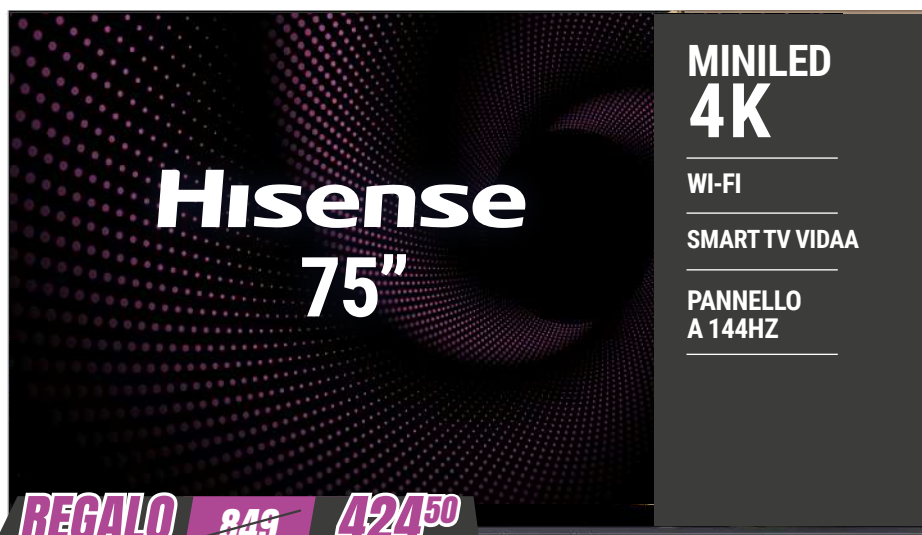 Hisense
75”
MINILED
4K
WI-FI
SMART TV VIDAA
PANNELLO
A 144HZ
REGALO 849 42450